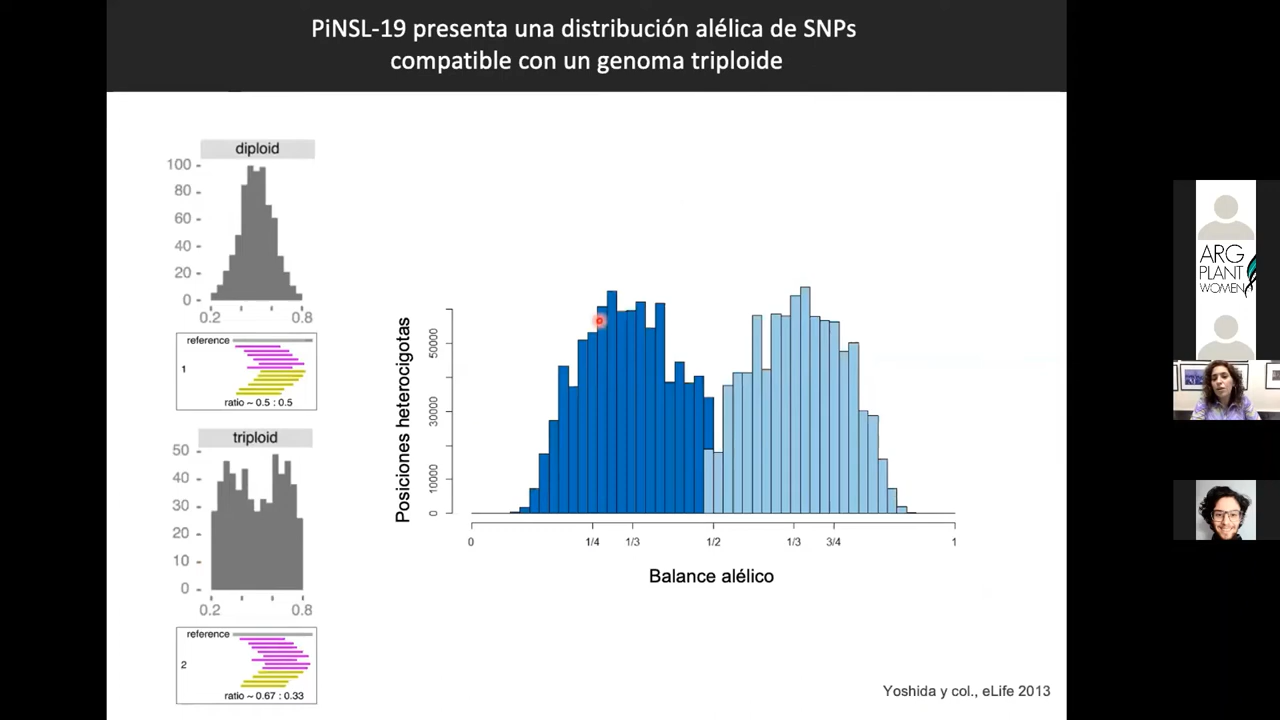 PiNSL-19 presenta una distribución alélica de SNPs
compatible con un genoma triploide
diploid
100
80
60
40
20
0
0.2
0.8
reference
1
ratio ~ 0.5 : 0.5
triploid
50
40
30
20
10
0
0.2
0.8
reference
2
ratio ~ 0.67 : 0.33
Posiciones heterocigotas
50000
30000
10000
0
0
1/4
1/3
1/2
1/3
3/4
1
Balance alélico
Yoshida y col., eLife 2013
ARG
PLANT
WOMEN